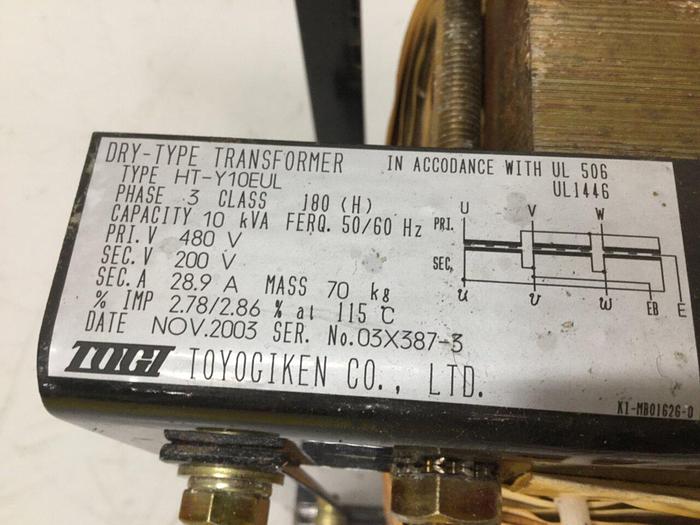 DRY-TYPE TRANSFORMER IN ACCODANCE WITH UL 506
TYPE HT-Y10EUL UL1446
PHASE 3 CLASS 180 (H)
CAPACITY 10 kVA FERQ. 50/60 Hz
PRI. V 480 V
SEC. V 200 V
SEC. A 28.9 A MASS 70 kg
% IMP 2.78/2.86 % at 115 ℃
DATE NOV.2003 SER. No.03X387-3
TOGI TOYOGIKEN CO., LTD.
U V W
PRI.
SEC,
u v w EB E
KI-MB01626-0